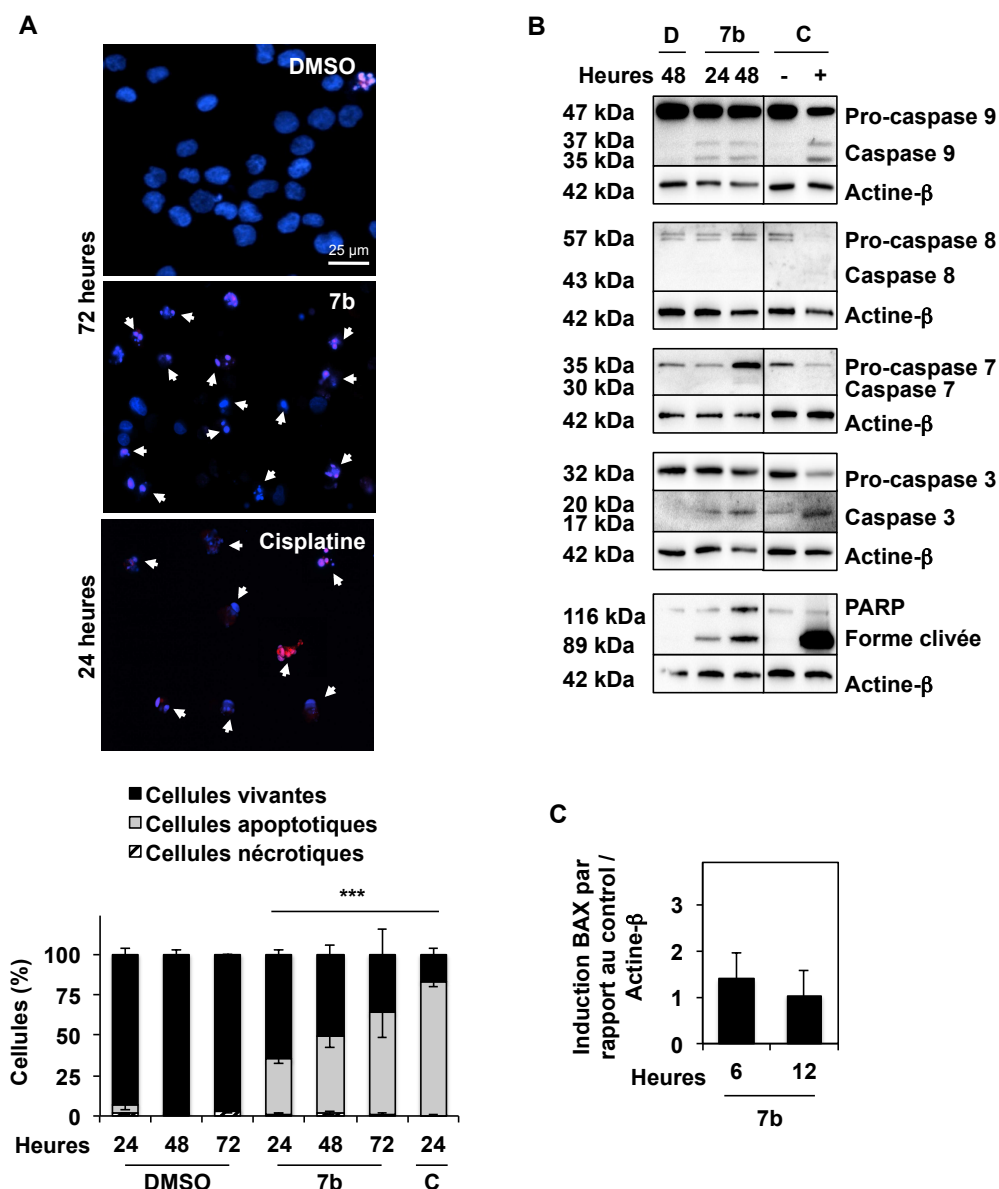 A
DMSO
25 µm
72 heures
7b
24 heures
Cisplatine
Cellules vivantes
Cellules apoptotiques
Cellules nécrotiques
***
Cellules (%)
100
75
50
25
0
Heures 24 48 72 24 48 72 24
DMSO 7b C
B
D 7b C
Heures 48 24 48 - +
47 kDa Pro-caspase 9
37 kDa
35 kDa Caspase 9
42 kDa Actine-β
57 kDa Pro-caspase 8
43 kDa Caspase 8
42 kDa Actine-β
35 kDa Pro-caspase 7
30 kDa Caspase 7
42 kDa Actine-β
32 kDa Pro-caspase 3
20 kDa
17 kDa Caspase 3
42 kDa Actine-β
116 kDa PARP
89 kDa Forme clivée
42 kDa Actine-β
C
Induction BAX par
rapport au control /
Actine-β
3
2
1
0
Heures 6 12
7b